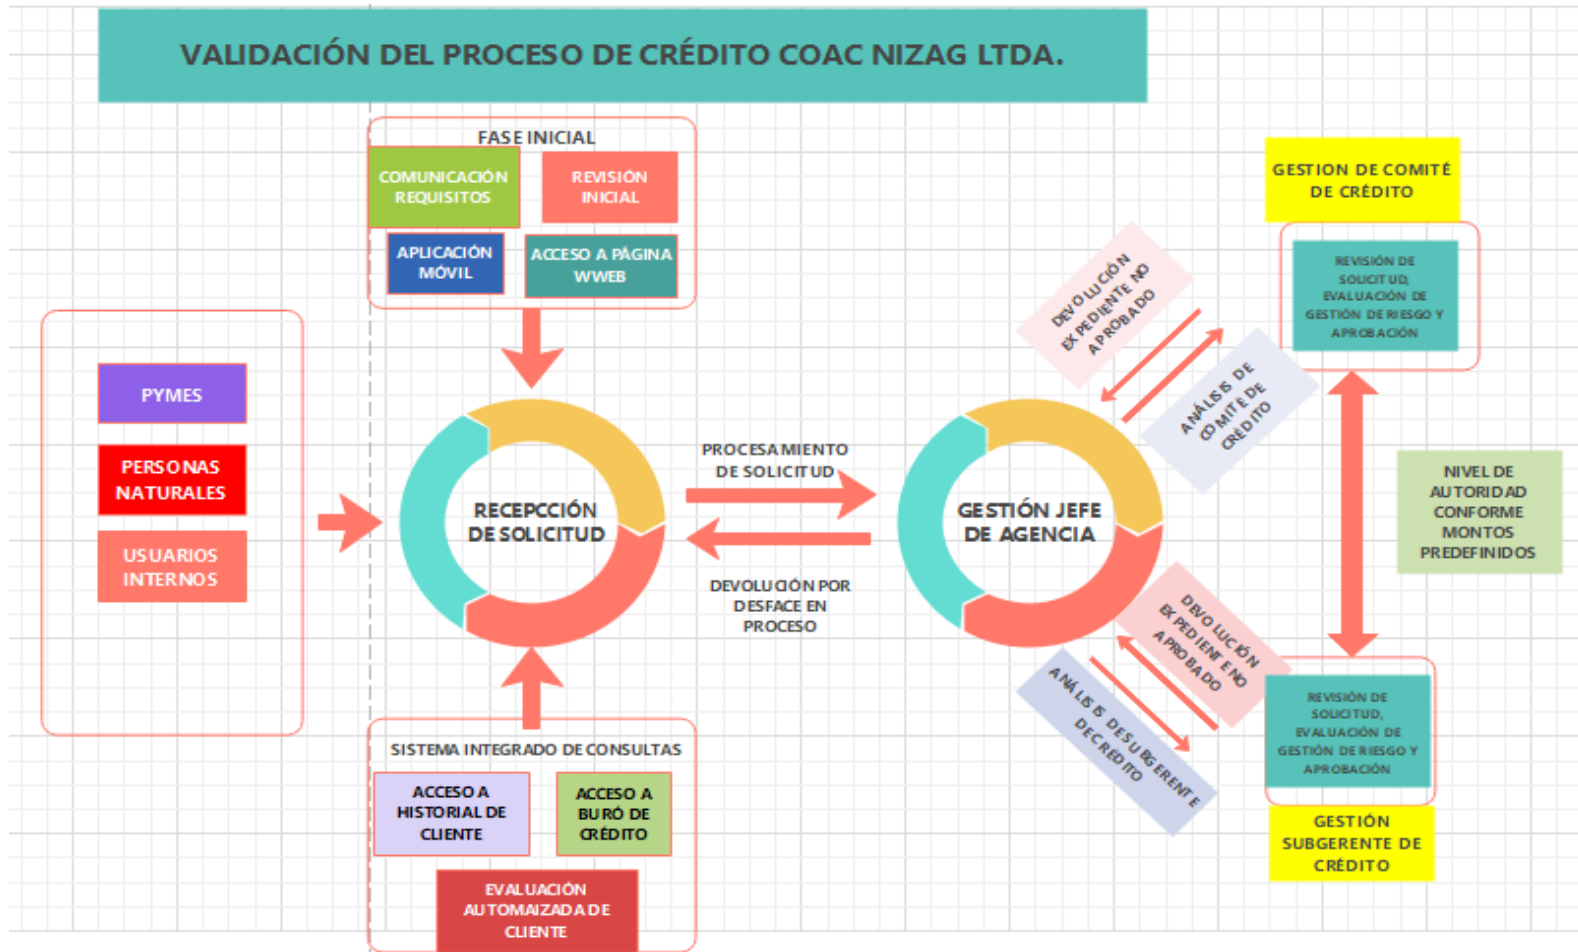 VALIDACIÓN DEL PROCESO DE CRÉDITO COAC NIZAG LTDA.
FASE INICIAL
COMUNICACIÓN
REQUISITOS
REVISIÓN
INICIAL
APLICACIÓN
MÓVIL
ACCESO A PÁGINA
WWEB
PYMES
PERSONAS
NATURALES
USUARIOS
INTERNOS
RECEPCCIÓN
DE SOLICITUD
SISTEMA INTEGRADO DE CONSULTAS
ACCESO A
HISTORIAL DE
CLIENTE
ACCESO A
BURÓ DE
CRÉDITO
EVALUACIÓN
AUTOMAIZADA DE
CLIENTE
PROCESAMIENTO
DE SOLICITUD
DEVOLUCIÓN POR
DESFACE EN
PROCESO
GESTIÓN JEFE
DE AGENCIA
DEVOLUCIÓN
EXPEDIENTE NO
APROBADO
ANÁLISIS DE
COMITÉ DE
CRÉDITO
DEVOLUCIÓN
EXPEDIENTE NO
APROBADO
ANÁLISIS DE SUBGERENTE
DE CRÉDITO
GESTION DE COMITÉ
DE CRÉDITO
REVISIÓN DE
SOLICITUD,
EVALUACIÓN DE
GESTIÓN DE RIESGO Y
APROBACIÓN
NIVEL DE
AUTORIDAD
CONFORME
MONTOS
PREDEFINIDOS
REVISIÓN DE
SOLICITUD,
EVALUACIÓN DE
GESTIÓN DE RIESGO Y
APROBACIÓN
GESTIÓN
SUBGERENTE DE
CRÉDITO